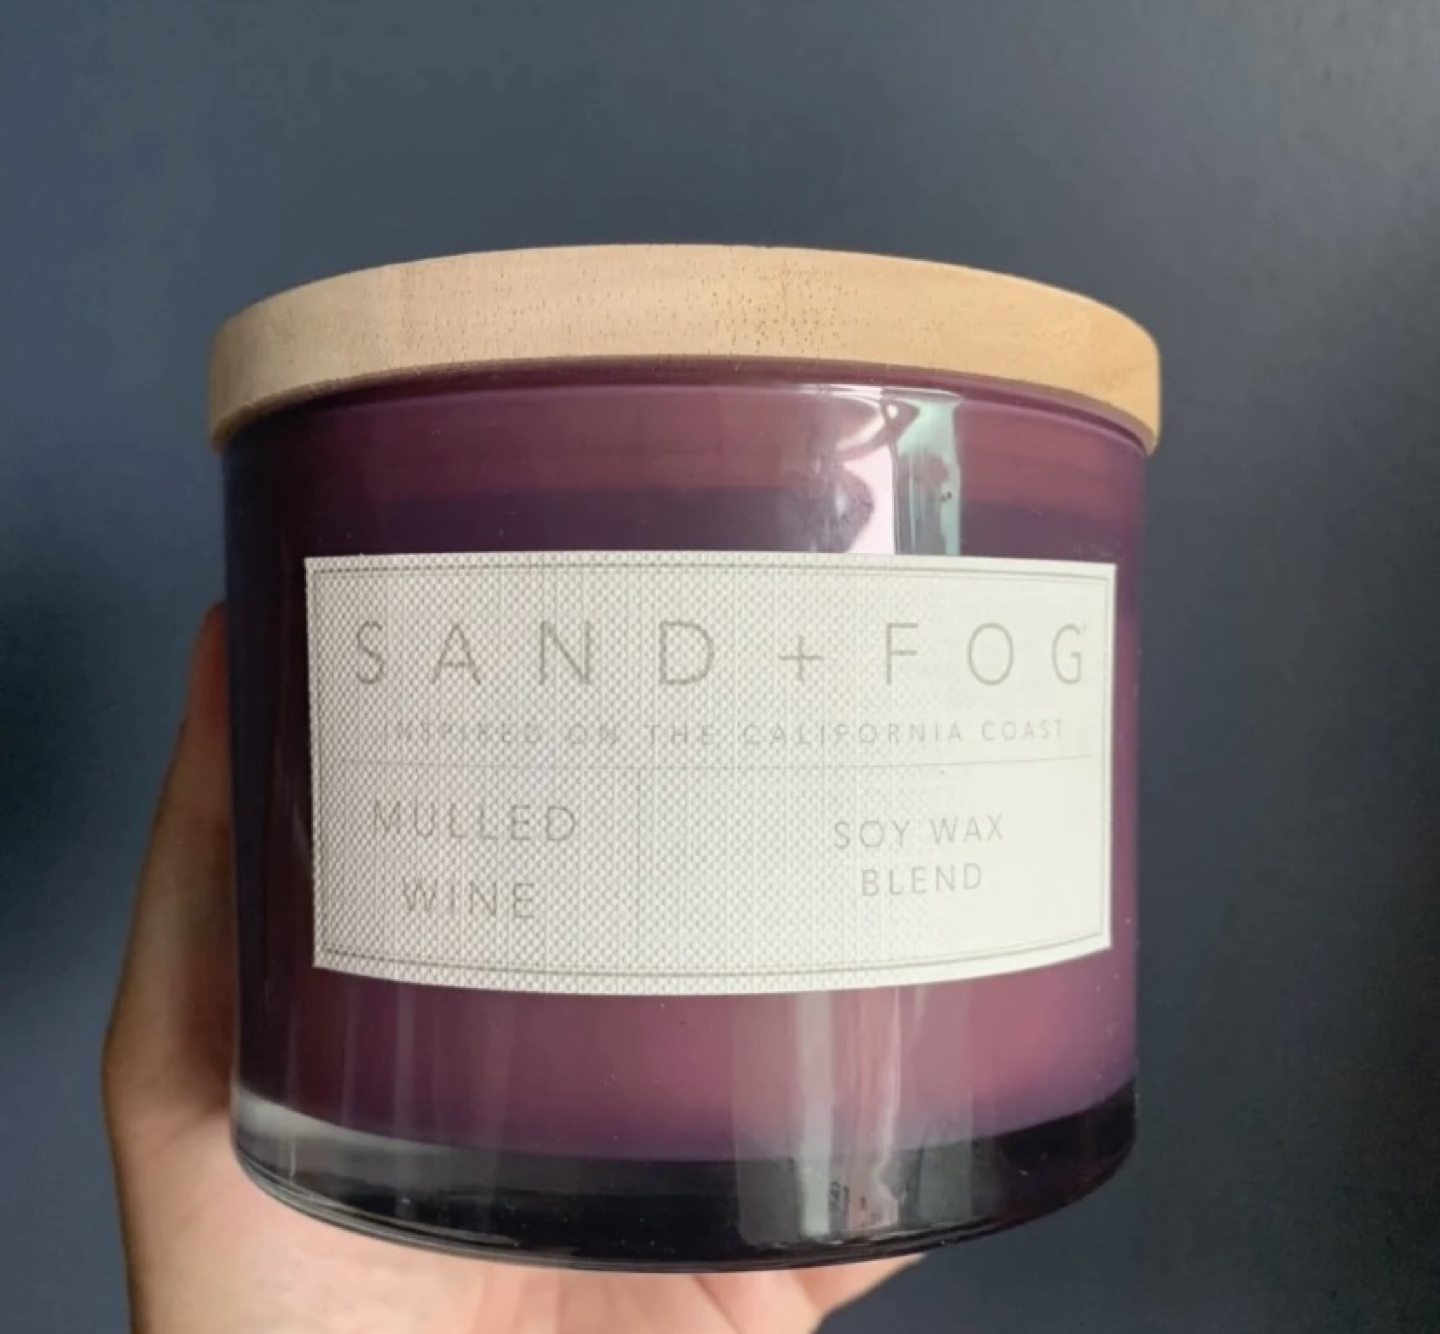 SAND + FOG
INSPIRED ON THE CALIFORNIA COAST
MULLED
WINE
SOY WAX
BLEND